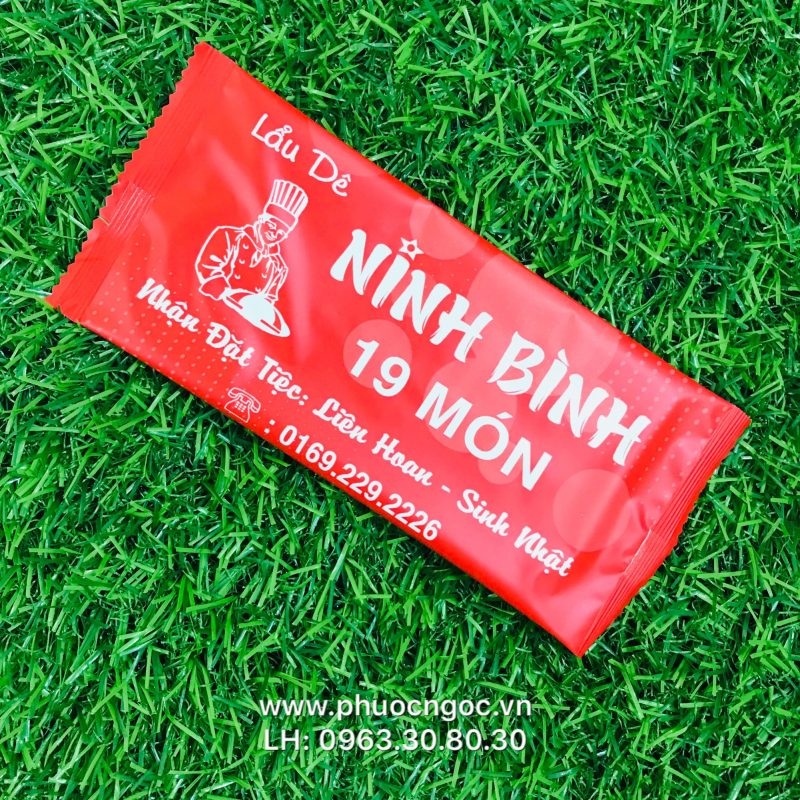 Lẩu Dê
NINH BÌNH
19 MÓN
Nhận Đặt Tiệc: Liên Hoan - Sinh Nhật
: 0169.229.2226
www.phuocngoc.vn
LH: 0963.30.80.30